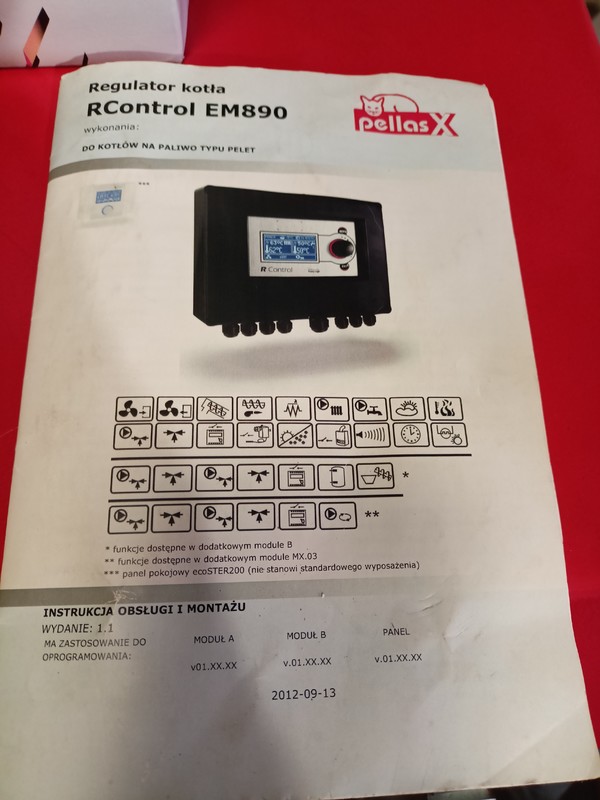 Regulator kotła
RControl EM890
wykonania:
DO KOTŁÓW NA PALIWO TYPU PELET
pellasX
***
R Control
*
**
* funkcje dostępne w dodatkowym module B
** funkcje dostępne w dodatkowym module MX.03
*** panel pokojowy ecoSTER200 (nie stanowi standardowego wyposażenia)
INSTRUKCJA OBSŁUGI I MONTAŻU
WYDANIE: 1.1
MA ZASTOSOWANIE DO OPROGRAMOWANIA:
MODUŁ A MODUŁ B PANEL
v01.XX.XX v.01.XX.XX v.01.XX.XX
2012-09-13